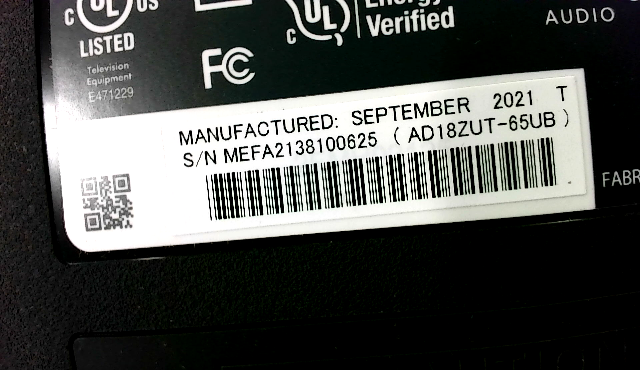 C UL US
LISTED
Television
Equipment
E471229
FC
C UL
Energy
Verified
AUDIO
MANUFACTURED: SEPTEMBER 2021 T
S/N MEFA2138100625 ( AD18ZUT-65UB )
FABR